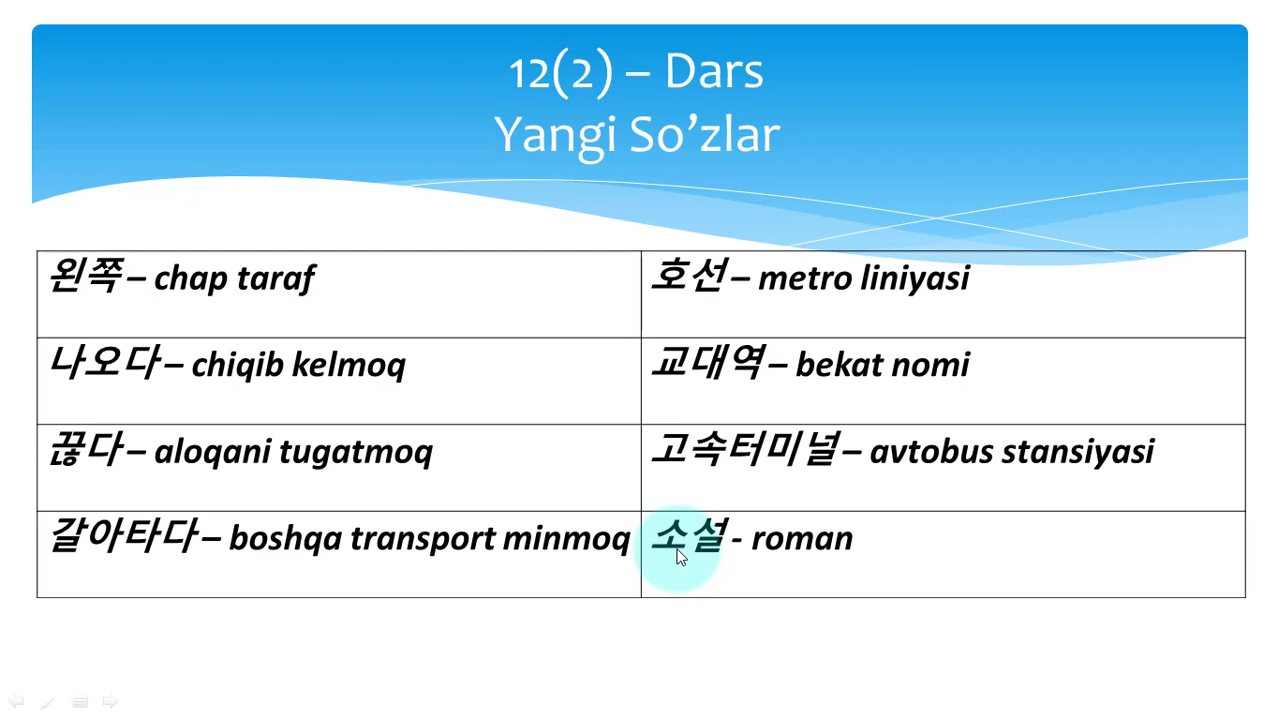 12(2) – Dars
Yangi So’zlar
왼쪽 – chap taraf
호선 – metro liniyasi
나오다 – chiqib kelmoq
교대역 – bekat nomi
끊다 – aloqani tugatmoq
고속터미널 – avtobus stansiyasi
갈아타다 – boshqa transport minmoq
소설 - roman